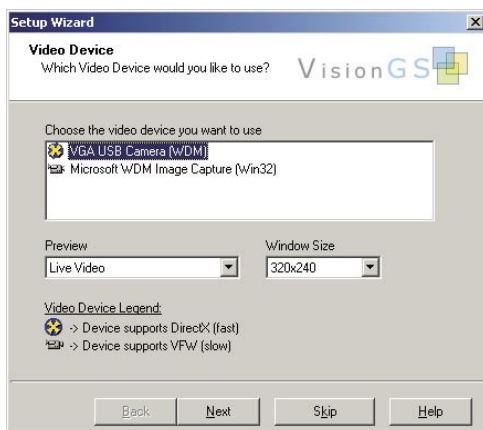 Setup Wizard
Video Device
Which Video Device would you like to use?
VisionGS
Choose the video device you want to use
VGA USB Camera (WDM)
Microsoft WDM Image Capture (Win32)
Preview
Window Size
Live Video
320x240
Video Device Legend:
-> Device supports DirectX (fast)
-> Device supports VFW (slow)
Back
Next
Skip
Help